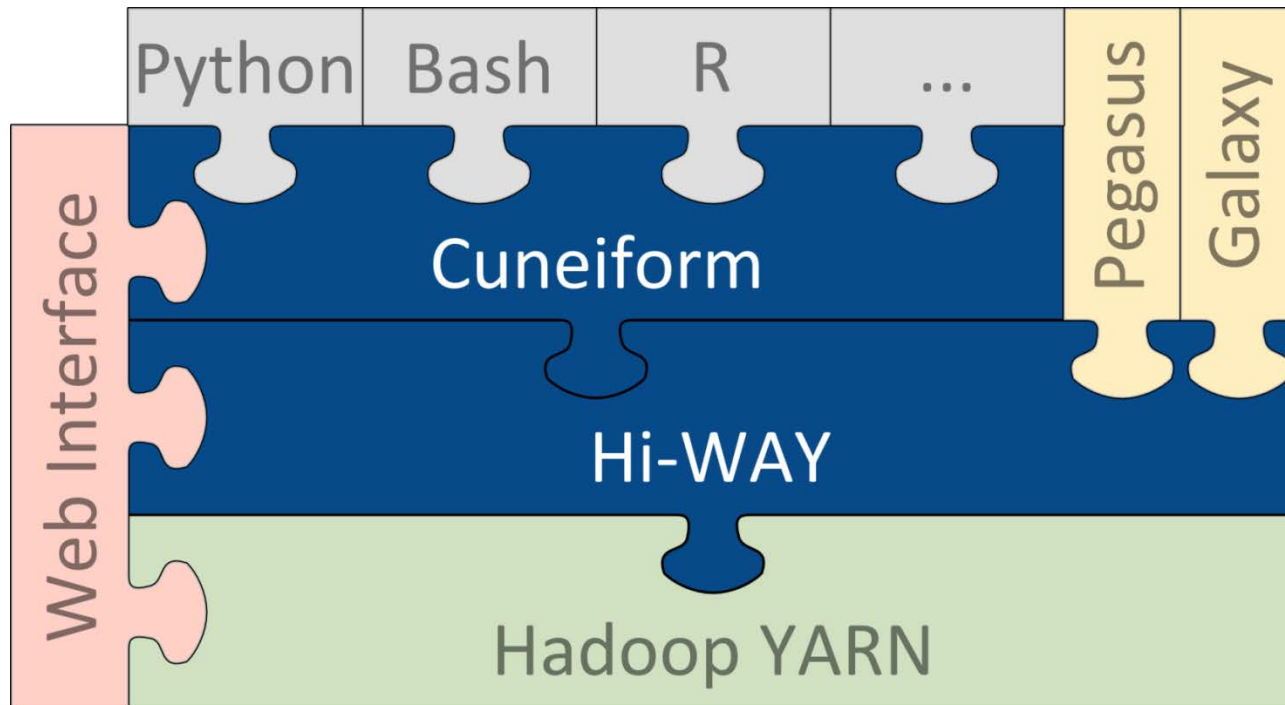 Python
Bash
R
...
Pegasus
Galaxy
Web Interface
Cuneiform
Hi-WAY
Hadoop YARN